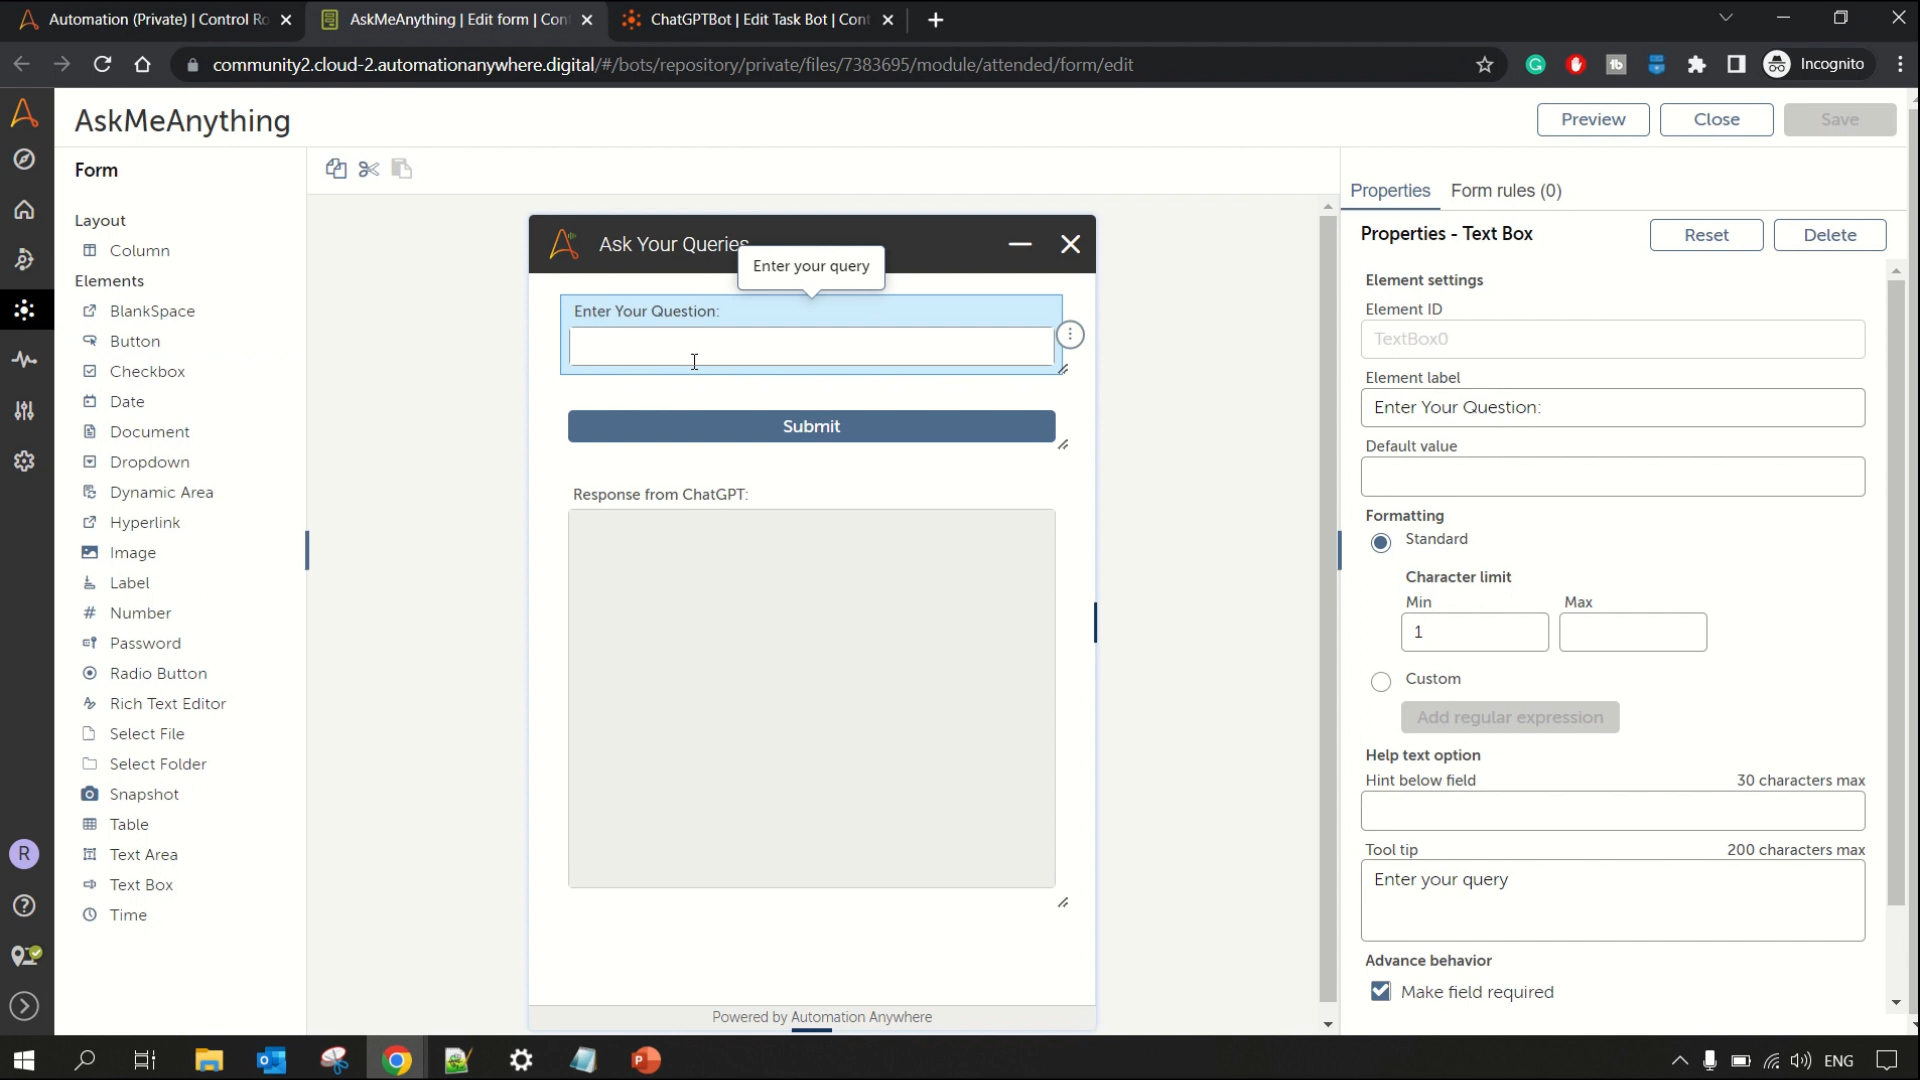 Automation (Private) | Control Ro
AskMeAnything | Edit form | Con
ChatGPTBot | Edit Task Bot | Cont
community2.cloud-2.automationanywhere.digital/#/bots/repository/private/files/7383695/module/attended/form/edit
Incognito
AskMeAnything
Preview
Close
Save
Form
Layout
Column
Elements
BlankSpace
Button
Checkbox
Date
Document
Dropdown
Dynamic Area
Hyperlink
Image
Label
Number
Password
Radio Button
Rich Text Editor
Select File
Select Folder
Snapshot
Table
Text Area
Text Box
Time
R
Ask Your Queries
Enter your query
Enter Your Question:
Submit
Response from ChatGPT:
Powered by Automation Anywhere
Properties
Form rules (0)
Properties - Text Box
Reset
Delete
Element settings
Element ID
TextBox0
Element label
Enter Your Question:
Default value
Formatting
Standard
Character limit
Min
Max
1
Custom
Add regular expression
Help text option
Hint below field
30 characters max
Tool tip
200 characters max
Enter your query
Advance behavior
Make field required
ENG